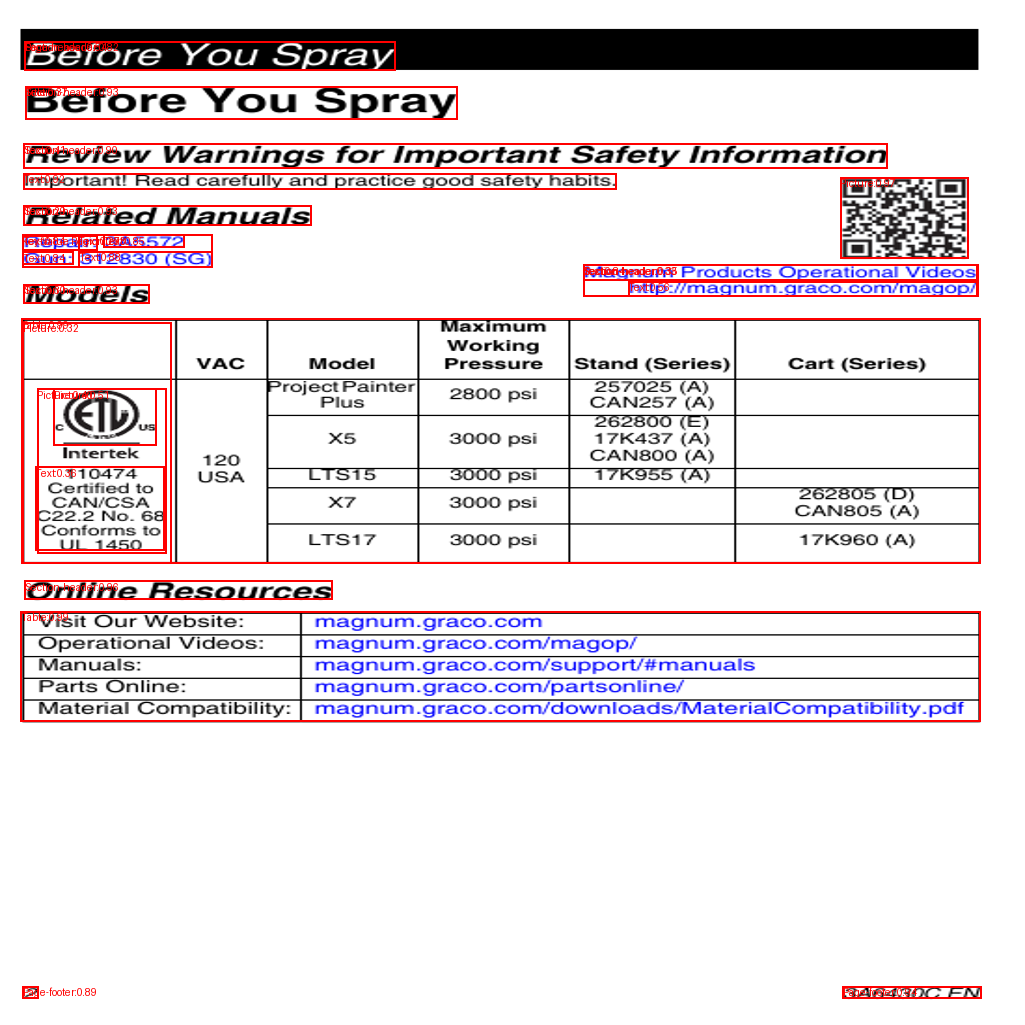 Before You Spray
Before You Spray
Review Warnings for Important Safety Information
Important! Read carefully and practice good safety habits.
Related Manuals
Gun: 312830 (SG)
Magnum Products Operational Videos
http://magnum.graco.com/magop/
Models
VAC Model Maximum Working Pressure Stand (Series) Cart (Series)
ETL
C US
Intertek
110474
Certified to
CAN/CSA
C22.2 No. 68
Conforms to
UL 1450
120
USA
Project Painter Plus 2800 psi 257025 (A)
CAN257 (A)
X5 3000 psi 262800 (E)
17K437 (A)
CAN800 (A)
LTS15 3000 psi 17K955 (A)
X7 3000 psi 262805 (D)
CAN805 (A)
LTS17 3000 psi 17K960 (A)
Online Resources
Visit Our Website: magnum.graco.com
Operational Videos: magnum.graco.com/magop/
Manuals: magnum.graco.com/support/#manuals
Parts Online: magnum.graco.com/partsonline/
Material Compatibility: magnum.graco.com/downloads/MaterialCompatibility.pdf